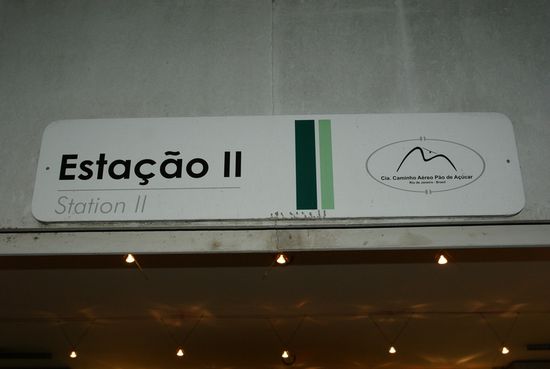 Estação II
Station II
Cia. Caminho Aéreo Pão de Açúcar
Rio de Janeiro - Brasil